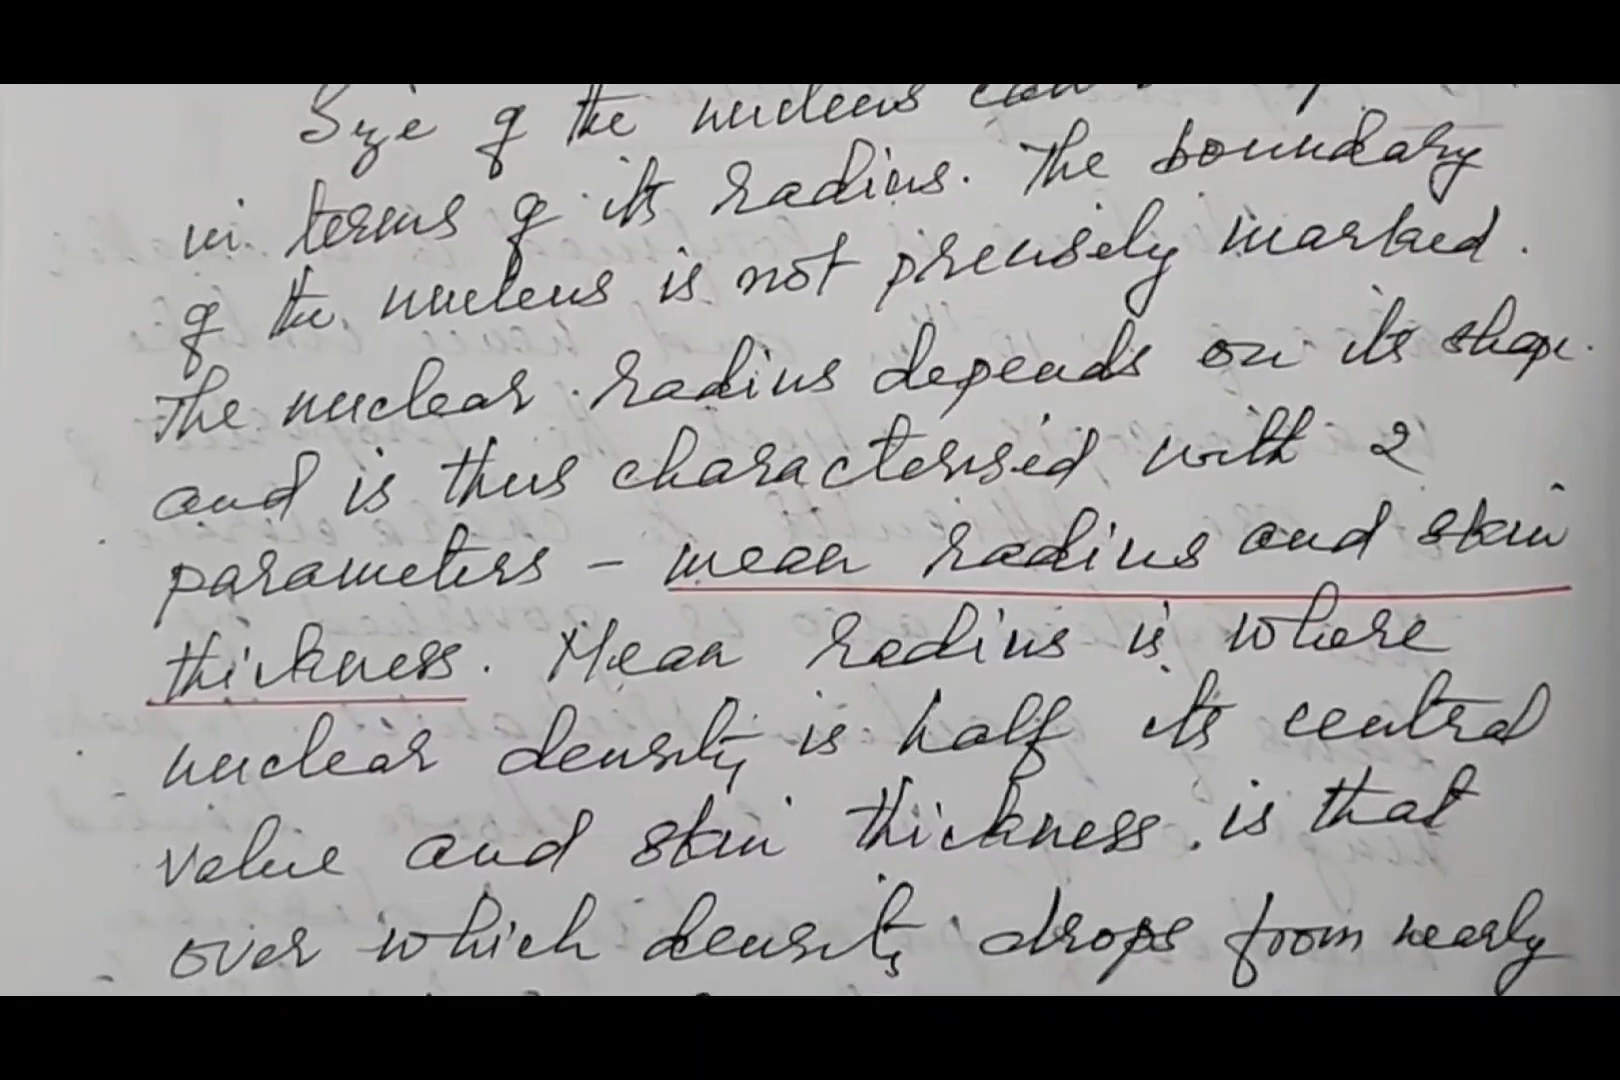 Size of the nucleus can
in terms of its radius. The boundary
of the nucleus is not precisely marked.
The nuclear radius depends on its shape
and is thus characterised with 2
parameters – mean radius and skin
thickness. Mean radius is where
nuclear density is half its central
value and skin thickness is that
over which density drops from nearly